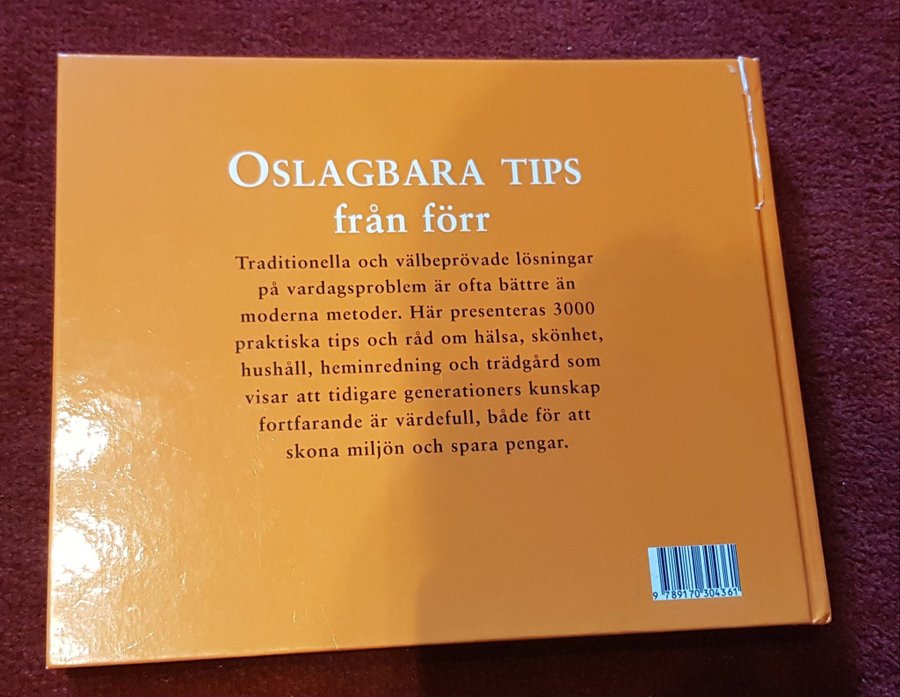 OSLAGBARA TIPS
från förr
Traditionella och välbeprövade lösningar
på vardagsproblem är ofta bättre än
moderna metoder. Här presenteras 3000
praktiska tips och råd om hälsa, skönhet,
hushåll, heminredning och trädgård som
visar att tidigare generationers kunskap
fortfarande är värdefull, både för att
skona miljön och spara pengar.
9 789170 304361